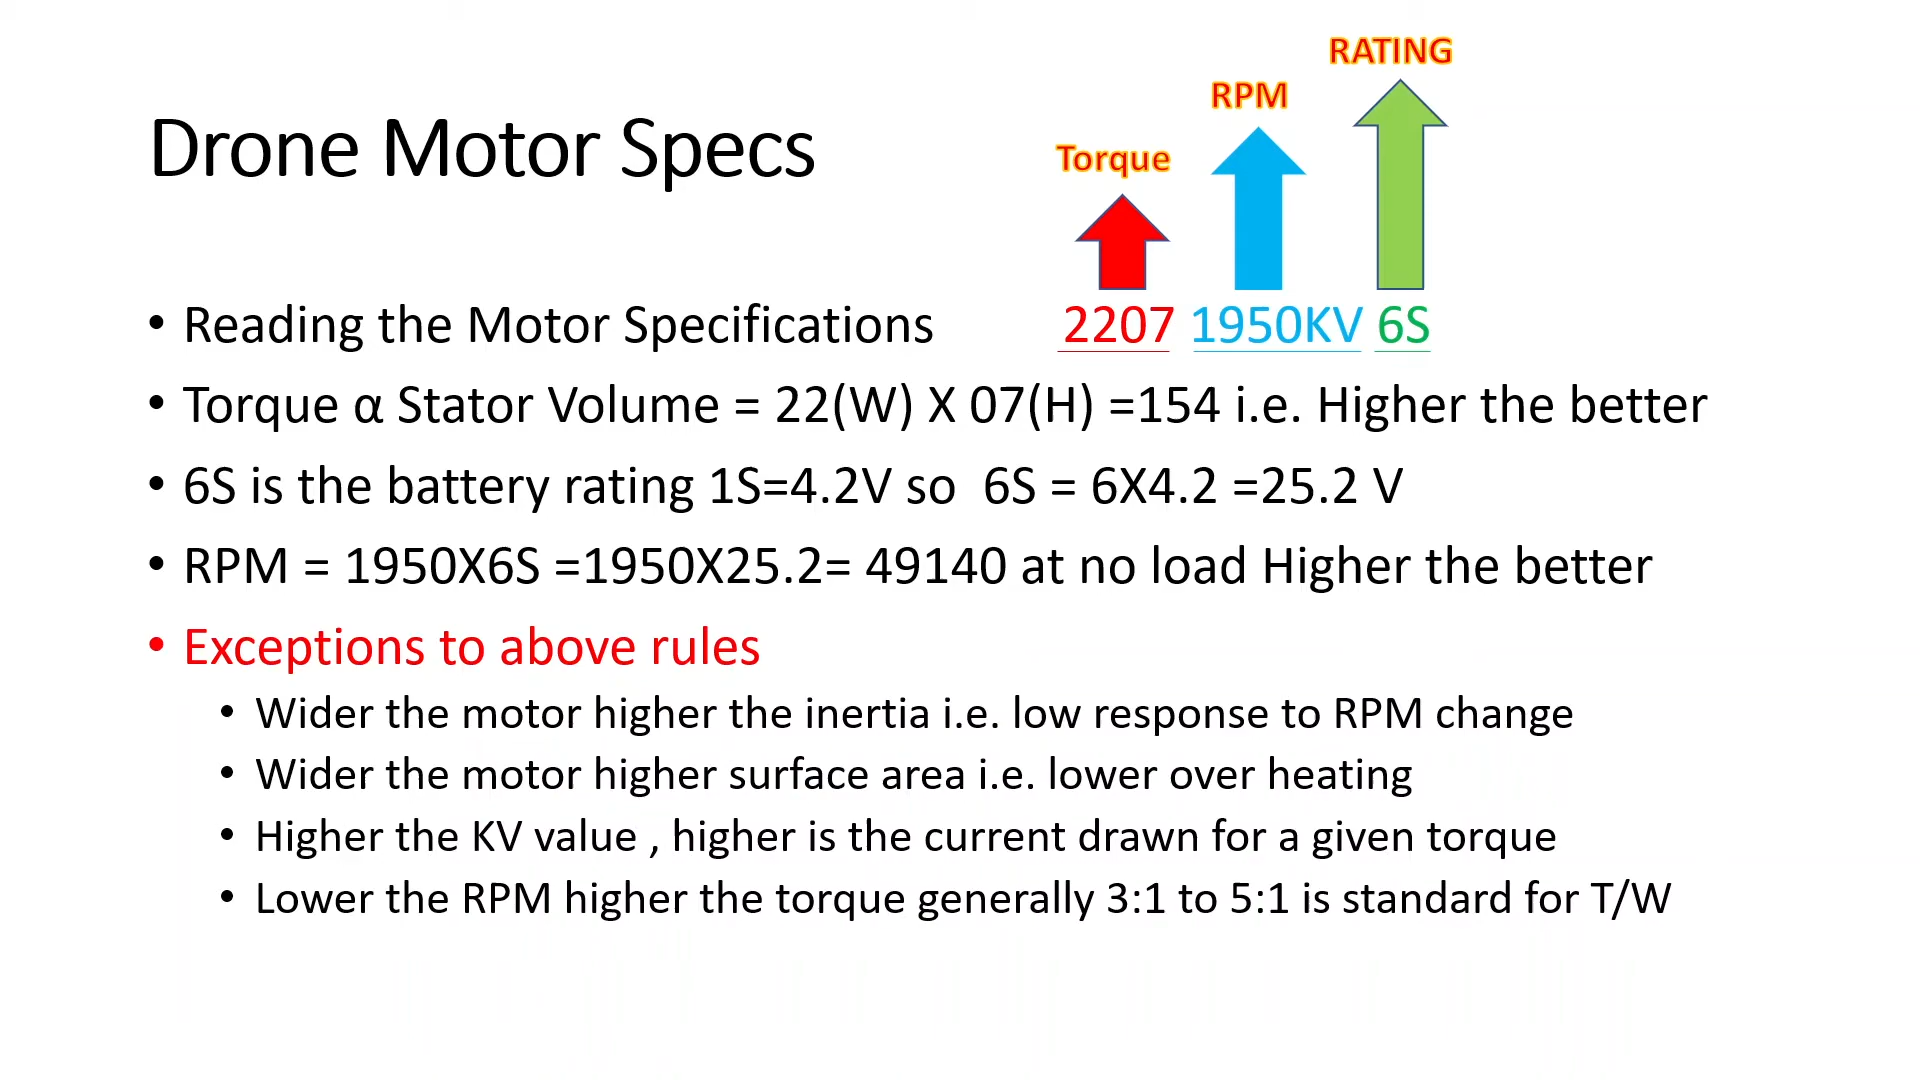 RATING
RPM
Torque
Drone Motor Specs
• Reading the Motor Specifications 2207 1950KV 6S
• Torque α Stator Volume = 22(W) X 07(H) =154 i.e. Higher the better
• 6S is the battery rating 1S=4.2V so 6S = 6X4.2 =25.2 V
• RPM = 1950X6S =1950X25.2= 49140 at no load Higher the better
• Exceptions to above rules
• Wider the motor higher the inertia i.e. low response to RPM change
• Wider the motor higher surface area i.e. lower over heating
• Higher the KV value , higher is the current drawn for a given torque
• Lower the RPM higher the torque generally 3:1 to 5:1 is standard for T/W